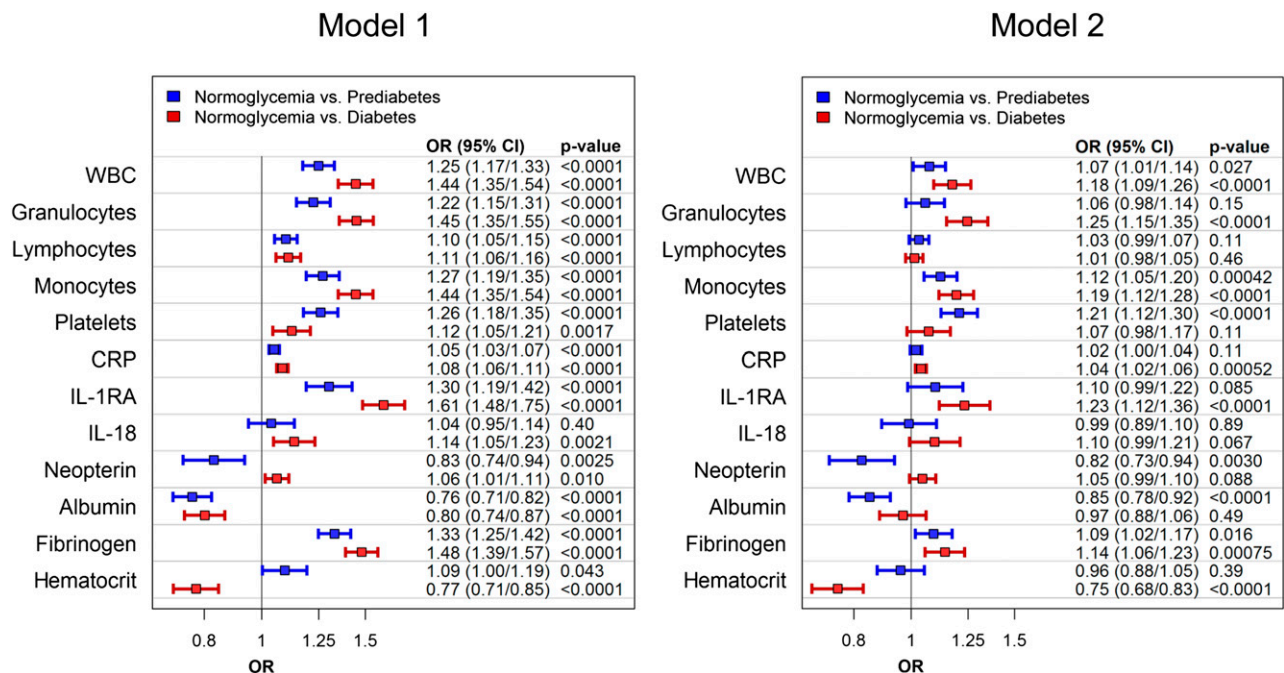 Model 1
Normoglycemia vs. Prediabetes
Normoglycemia vs. Diabetes
OR (95% CI) p-value
WBC
1.25 (1.17/1.33) <0.0001
1.44 (1.35/1.54) <0.0001
Granulocytes
1.22 (1.15/1.31) <0.0001
1.45 (1.35/1.55) <0.0001
Lymphocytes
1.10 (1.05/1.15) <0.0001
1.11 (1.06/1.16) <0.0001
Monocytes
1.27 (1.19/1.35) <0.0001
1.44 (1.35/1.54) <0.0001
Platelets
1.26 (1.18/1.35) <0.0001
1.12 (1.05/1.21) 0.0017
CRP
1.05 (1.03/1.07) <0.0001
1.08 (1.06/1.11) <0.0001
IL-1RA
1.30 (1.19/1.42) <0.0001
1.61 (1.48/1.75) <0.0001
IL-18
1.04 (0.95/1.14) 0.40
1.14 (1.05/1.23) 0.0021
Neopterin
0.83 (0.74/0.94) 0.0025
1.06 (1.01/1.11) 0.010
Albumin
0.76 (0.71/0.82) <0.0001
0.80 (0.74/0.87) <0.0001
Fibrinogen
1.33 (1.25/1.42) <0.0001
1.48 (1.39/1.57) <0.0001
Hematocrit
1.09 (1.00/1.19) 0.043
0.77 (0.71/0.85) <0.0001
0.8 1 1.25 1.5
OR
Model 2
Normoglycemia vs. Prediabetes
Normoglycemia vs. Diabetes
OR (95% CI) p-value
WBC
1.07 (1.01/1.14) 0.027
1.18 (1.09/1.26) <0.0001
Granulocytes
1.06 (0.98/1.14) 0.15
1.25 (1.15/1.35) <0.0001
Lymphocytes
1.03 (0.99/1.07) 0.11
1.01 (0.98/1.05) 0.46
Monocytes
1.12 (1.05/1.20) 0.00042
1.19 (1.12/1.28) <0.0001
Platelets
1.21 (1.12/1.30) <0.0001
1.07 (0.98/1.17) 0.11
CRP
1.02 (1.00/1.04) 0.11
1.04 (1.02/1.06) 0.00052
IL-1RA
1.10 (0.99/1.22) 0.085
1.23 (1.12/1.36) <0.0001
IL-18
0.99 (0.89/1.10) 0.89
1.10 (0.99/1.21) 0.067
Neopterin
0.82 (0.73/0.94) 0.0030
1.05 (0.99/1.10) 0.088
Albumin
0.85 (0.78/0.92) <0.0001
0.97 (0.88/1.06) 0.49
Fibrinogen
1.09 (1.02/1.17) 0.016
1.14 (1.06/1.23) 0.00075
Hematocrit
0.96 (0.88/1.05) 0.39
0.75 (0.68/0.83) <0.0001
0.8 1 1.25 1.5
OR